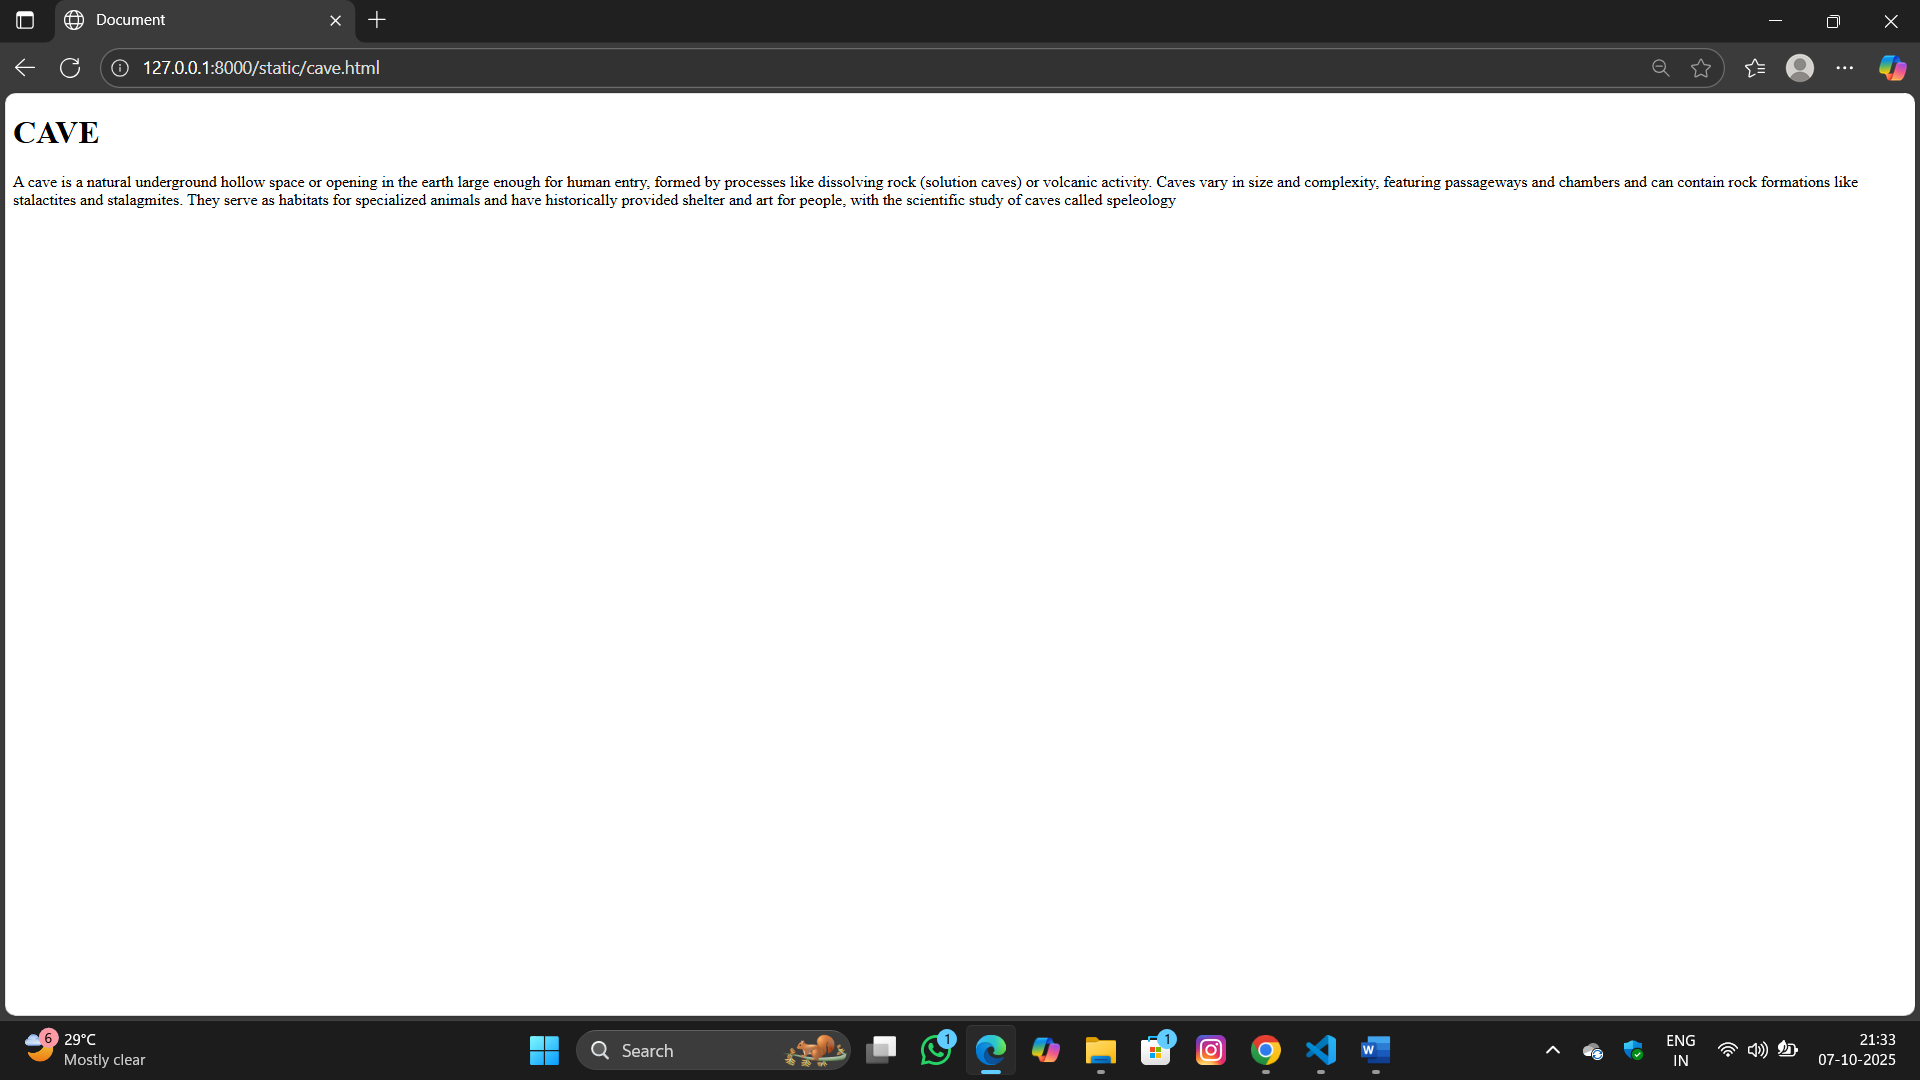 Document
127.0.0.1:8000/static/cave.html
CAVE
A cave is a natural underground hollow space or opening in the earth large enough for human entry, formed by processes like dissolving rock (solution caves) or volcanic activity. Caves vary in size and complexity, featuring passageways and chambers and can contain rock formations like
stalactites and stalagmites. They serve as habitats for specialized animals and have historically provided shelter and art for people, with the scientific study of caves called speleology
6
29°C
Mostly clear
Search
1
1
W
ENG
IN
21:33
07-10-2025